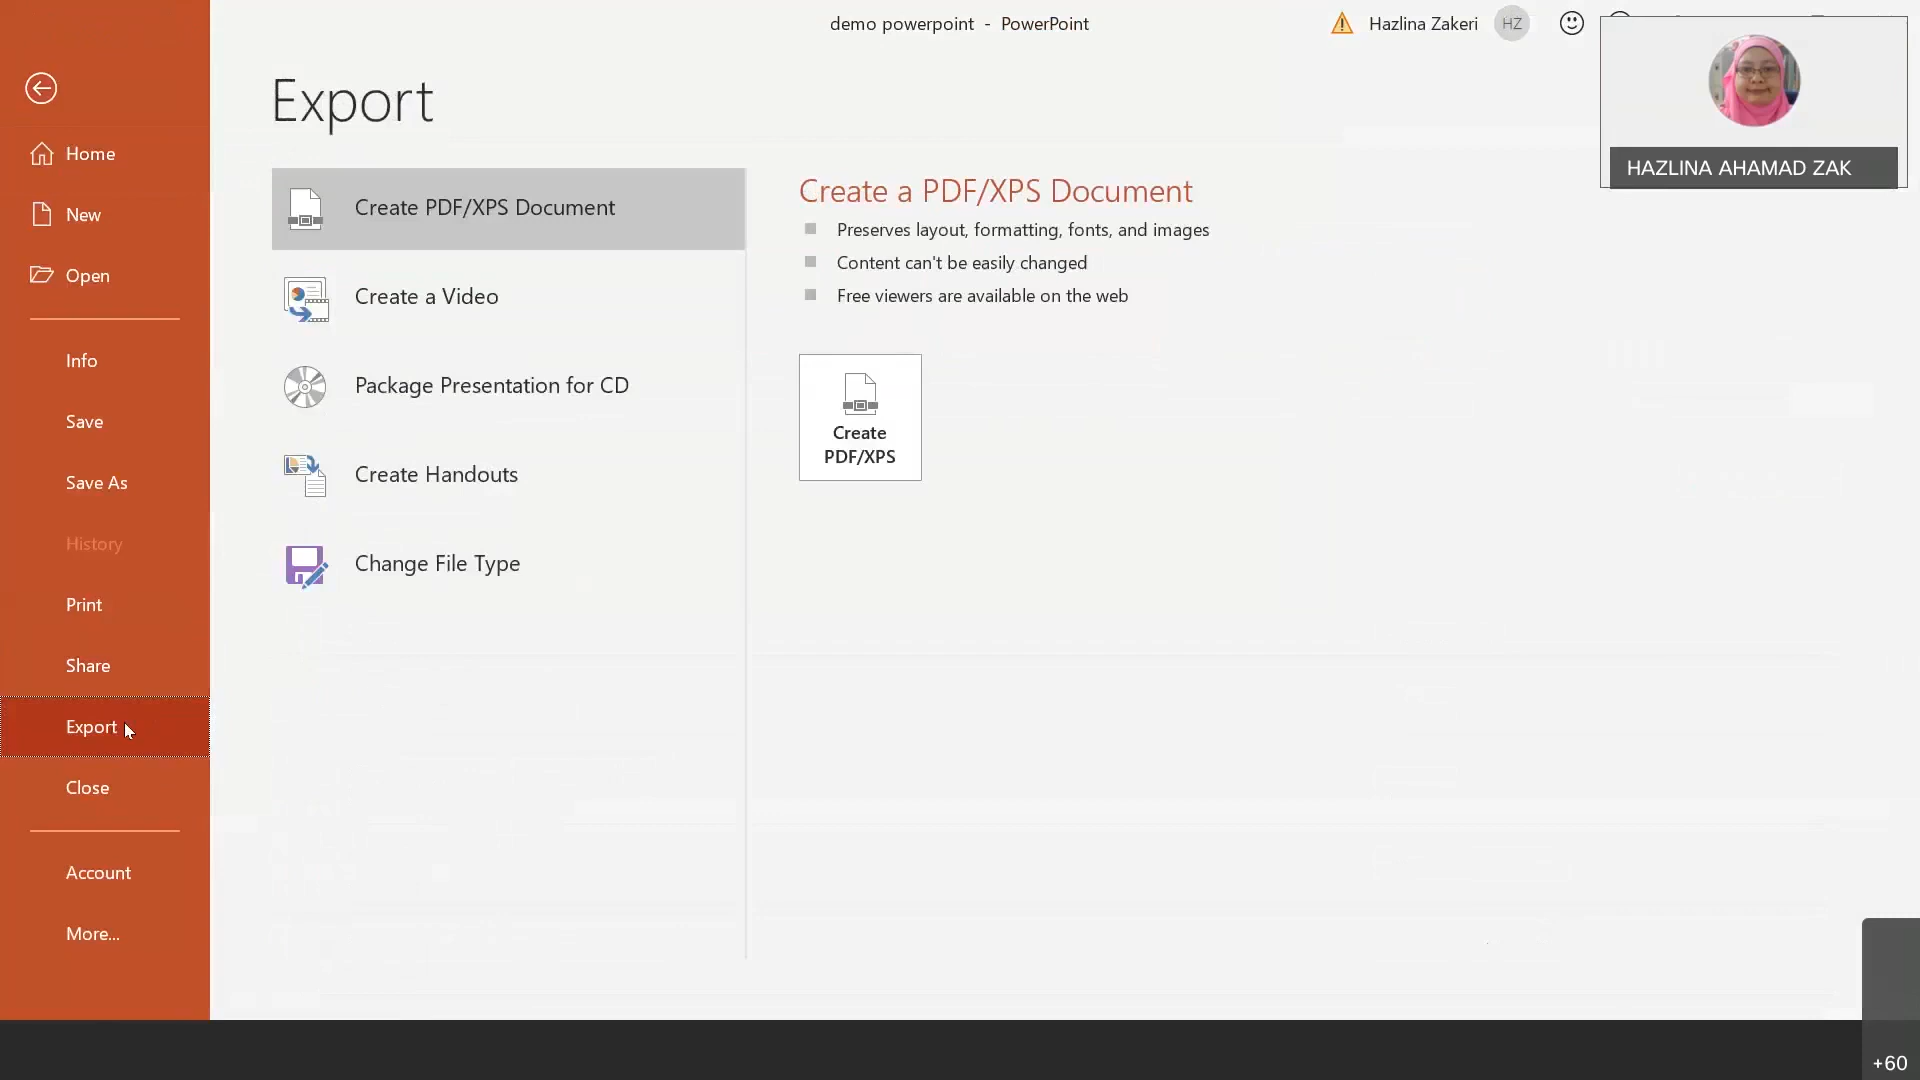 demo powerpoint - PowerPoint
Hazlina Zakeri
HZ
HAZLINA AHAMAD ZAK
Export
Home
New
Open
Info
Save
Save As
History
Print
Share
Export
Close
Account
More...
Create PDF/XPS Document
Create a Video
Package Presentation for CD
Create Handouts
Change File Type
Create a PDF/XPS Document
Preserves layout, formatting, fonts, and images
Content can't be easily changed
Free viewers are available on the web
Create
PDF/XPS
+60